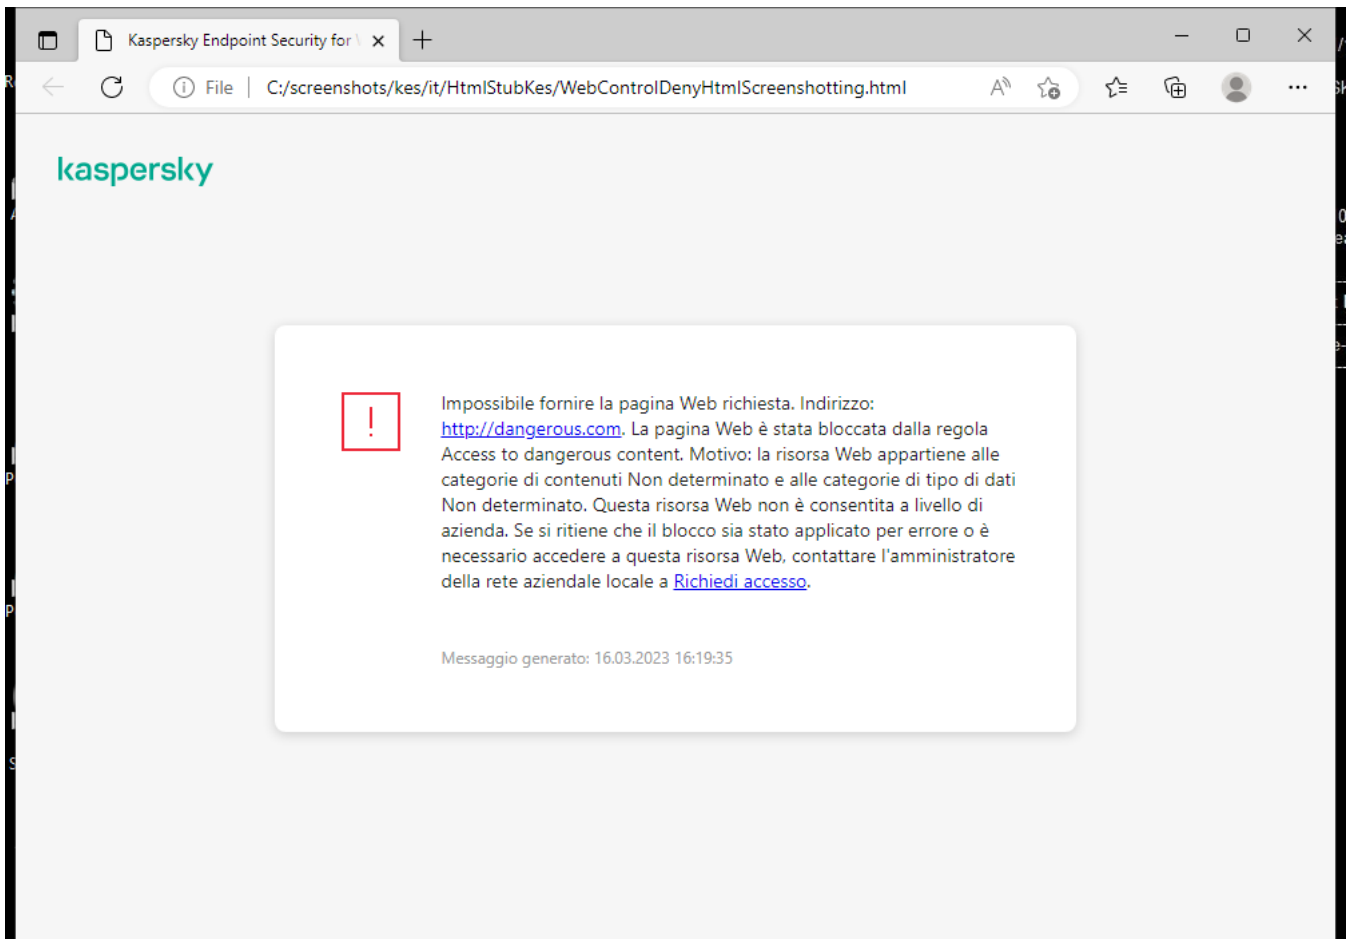 Kaspersky Endpoint Security for
File
C:/screenshots/kes/it/HtmlStubKes/WebControlDenyHtmlScreenshotting.html
kaspersky
Impossibile fornire la pagina Web richiesta. Indirizzo:
http://dangerous.com. La pagina Web è stata bloccata dalla regola
Access to dangerous content. Motivo: la risorsa Web appartiene alle
categorie di contenuti Non determinato e alle categorie di tipo di dati
Non determinato. Questa risorsa Web non è consentita a livello di
azienda. Se si ritiene che il blocco sia stato applicato per errore o è
necessario accedere a questa risorsa Web, contattare l'amministratore
della rete aziendale locale a Richiedi accesso.
Messaggio generato: 16.03.2023 16:19:35